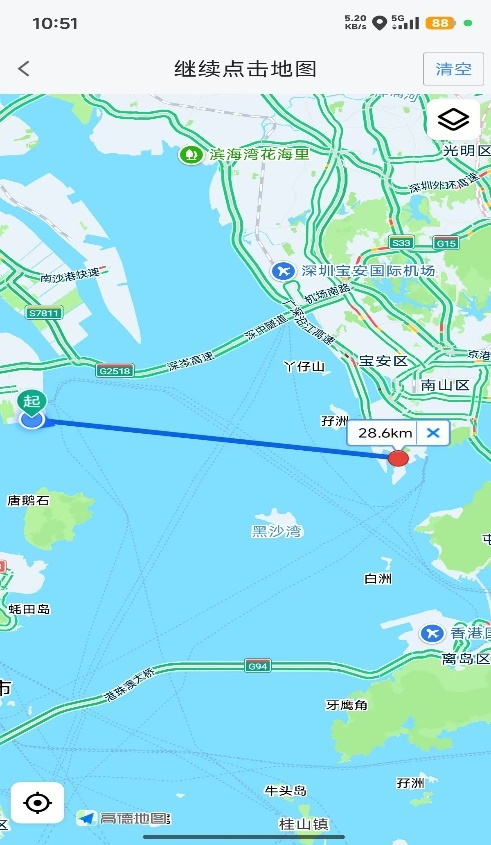 10:51
5.20 KB/s
5G
88
继续点击地图
清空
滨海湾花海里
光明区
深圳外环高速
S33
G15
南沙港快速
深圳宝安国际机场
机场南路
S7811
广深沿江高速
深中隧道
深岑高速
G2518
丫仔山
宝安区
京港
南山区
起
孖洲
28.6km
唐鹅石
黑沙湾
白洲
蚝田岛
香港国
离岛区
G94
港珠澳大桥
市
牙鹰角
孖洲
牛头岛
高德地图
桂山镇
区